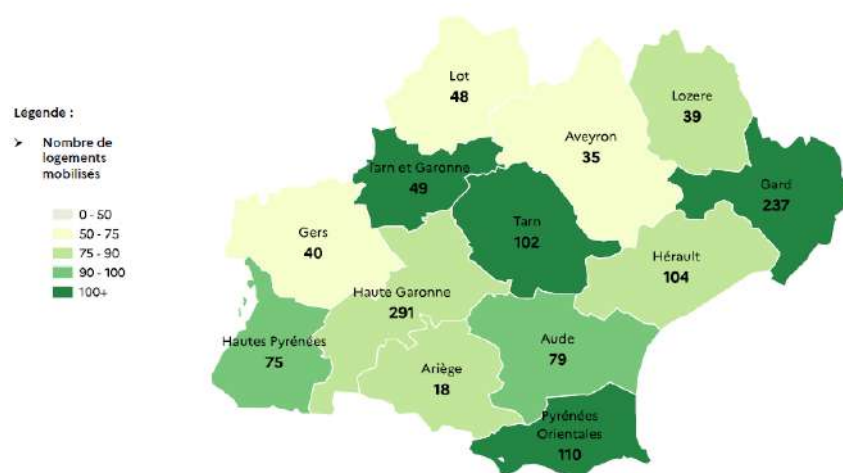 Légende :
➤ Nombre de
logements
mobilisés
0 - 50
50 - 75
75 - 90
90 - 100
100+
Lot
48
Lozere
39
Aveyron
35
Tarn et Garonne
49
Gard
237
Tarn
102
Gers
40
Hérault
104
Haute Garonne
291
Hautes Pyrénées
75
Aude
79
Ariège
18
Pyrénées
Orientales
110